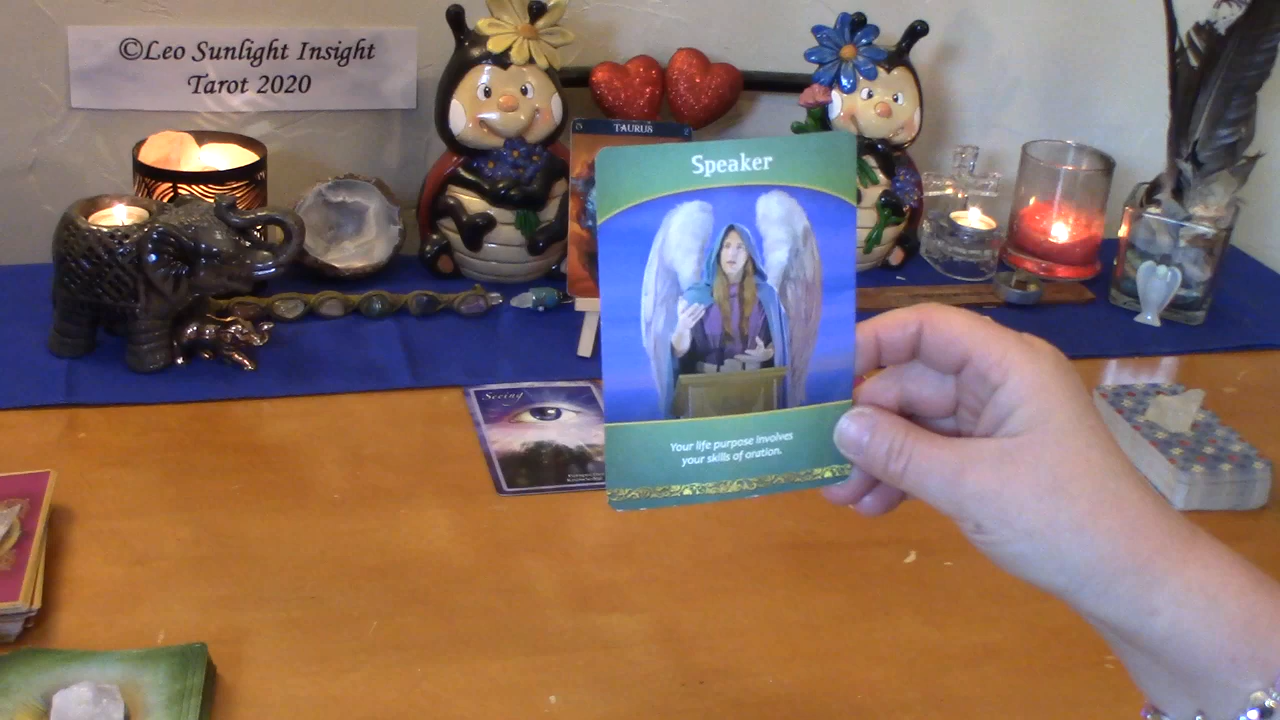 ©Leo Sunlight Insight
Tarot 2020
TAURUS
Speaker
Seeing
Your life purpose involves
your skills of oration.